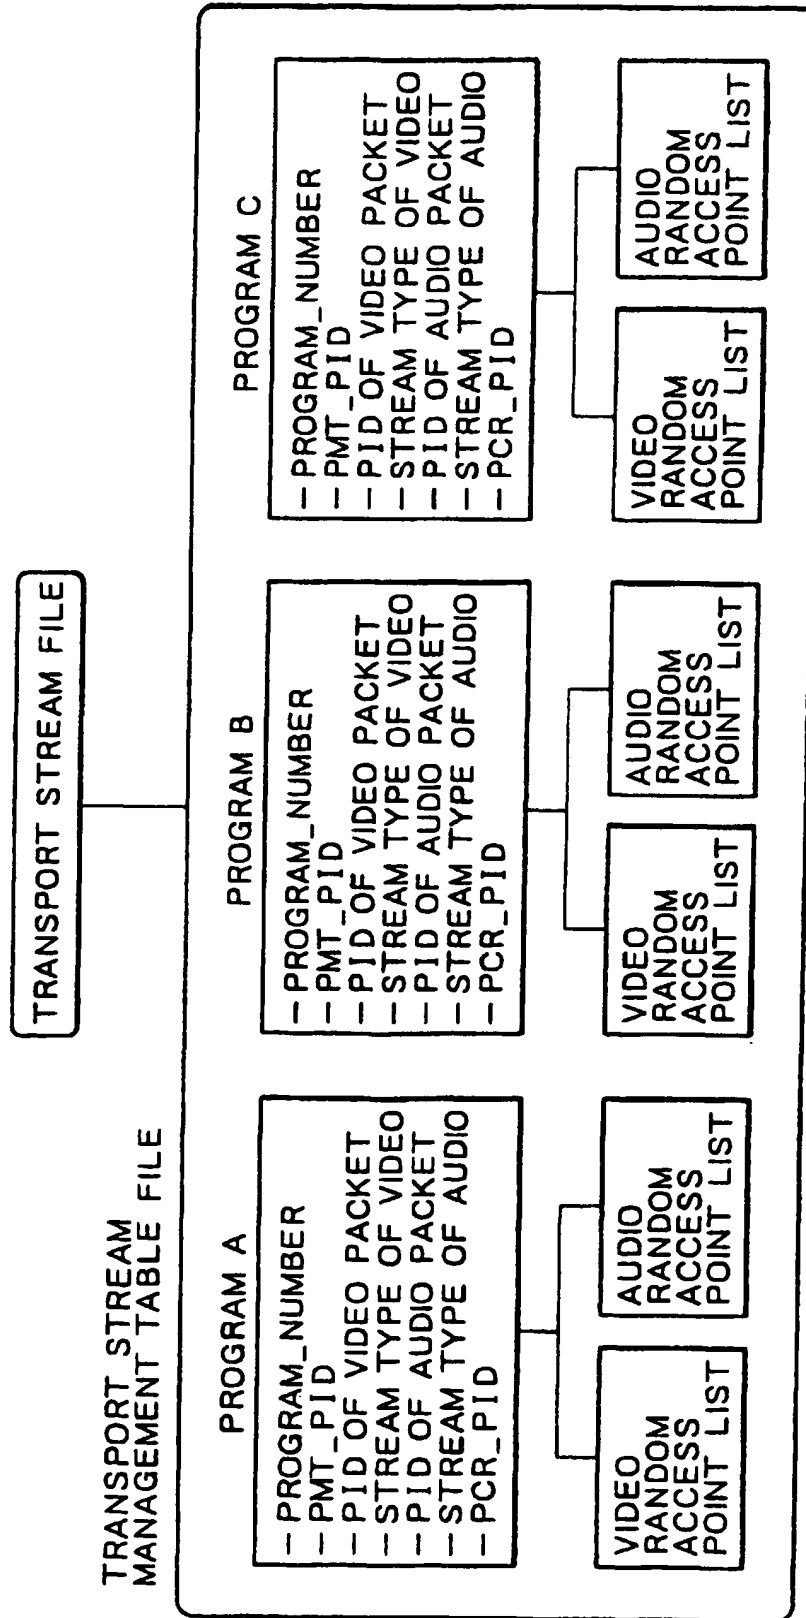 TRANSPORT STREAM FILE
TRANSPORT STREAM
MANAGEMENT TABLE FILE
PROGRAM A
– PROGRAM_NUMBER
– PMT_PID
– PID OF VIDEO PACKET
– STREAM TYPE OF VIDEO
– PID OF AUDIO PACKET
– STREAM TYPE OF AUDIO
– PCR_PID
VIDEO
RANDOM
ACCESS
POINT LIST
AUDIO
RANDOM
ACCESS
POINT LIST
PROGRAM B
– PROGRAM_NUMBER
– PMT_PID
– PID OF VIDEO PACKET
– STREAM TYPE OF VIDEO
– PID OF AUDIO PACKET
– STREAM TYPE OF AUDIO
– PCR_PID
VIDEO
RANDOM
ACCESS
POINT LIST
AUDIO
RANDOM
ACCESS
POINT LIST
PROGRAM C
– PROGRAM_NUMBER
– PMT_PID
– PID OF VIDEO PACKET
– STREAM TYPE OF VIDEO
– PID OF AUDIO PACKET
– STREAM TYPE OF AUDIO
– PCR_PID
VIDEO
RANDOM
ACCESS
POINT LIST
AUDIO
RANDOM
ACCESS
POINT LIST